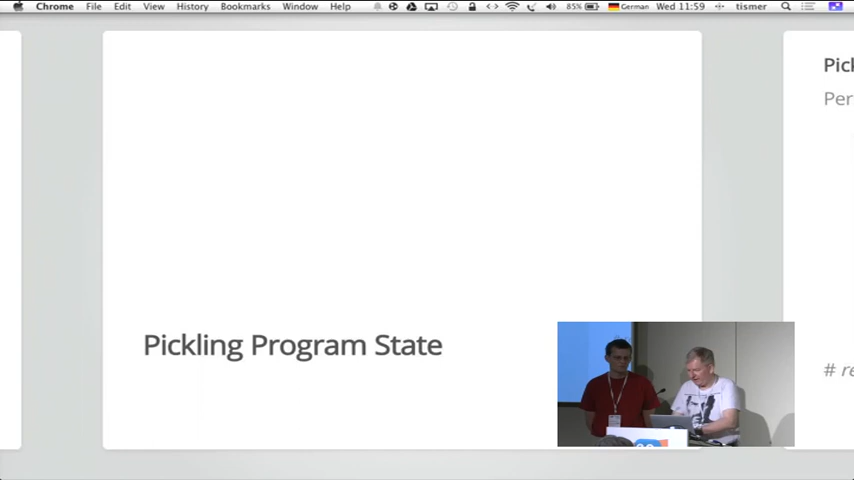 Chrome File Edit View History Bookmarks Window Help 85% German Wed 11:59 tismer
Pickling Program State
Pick
Per
# re